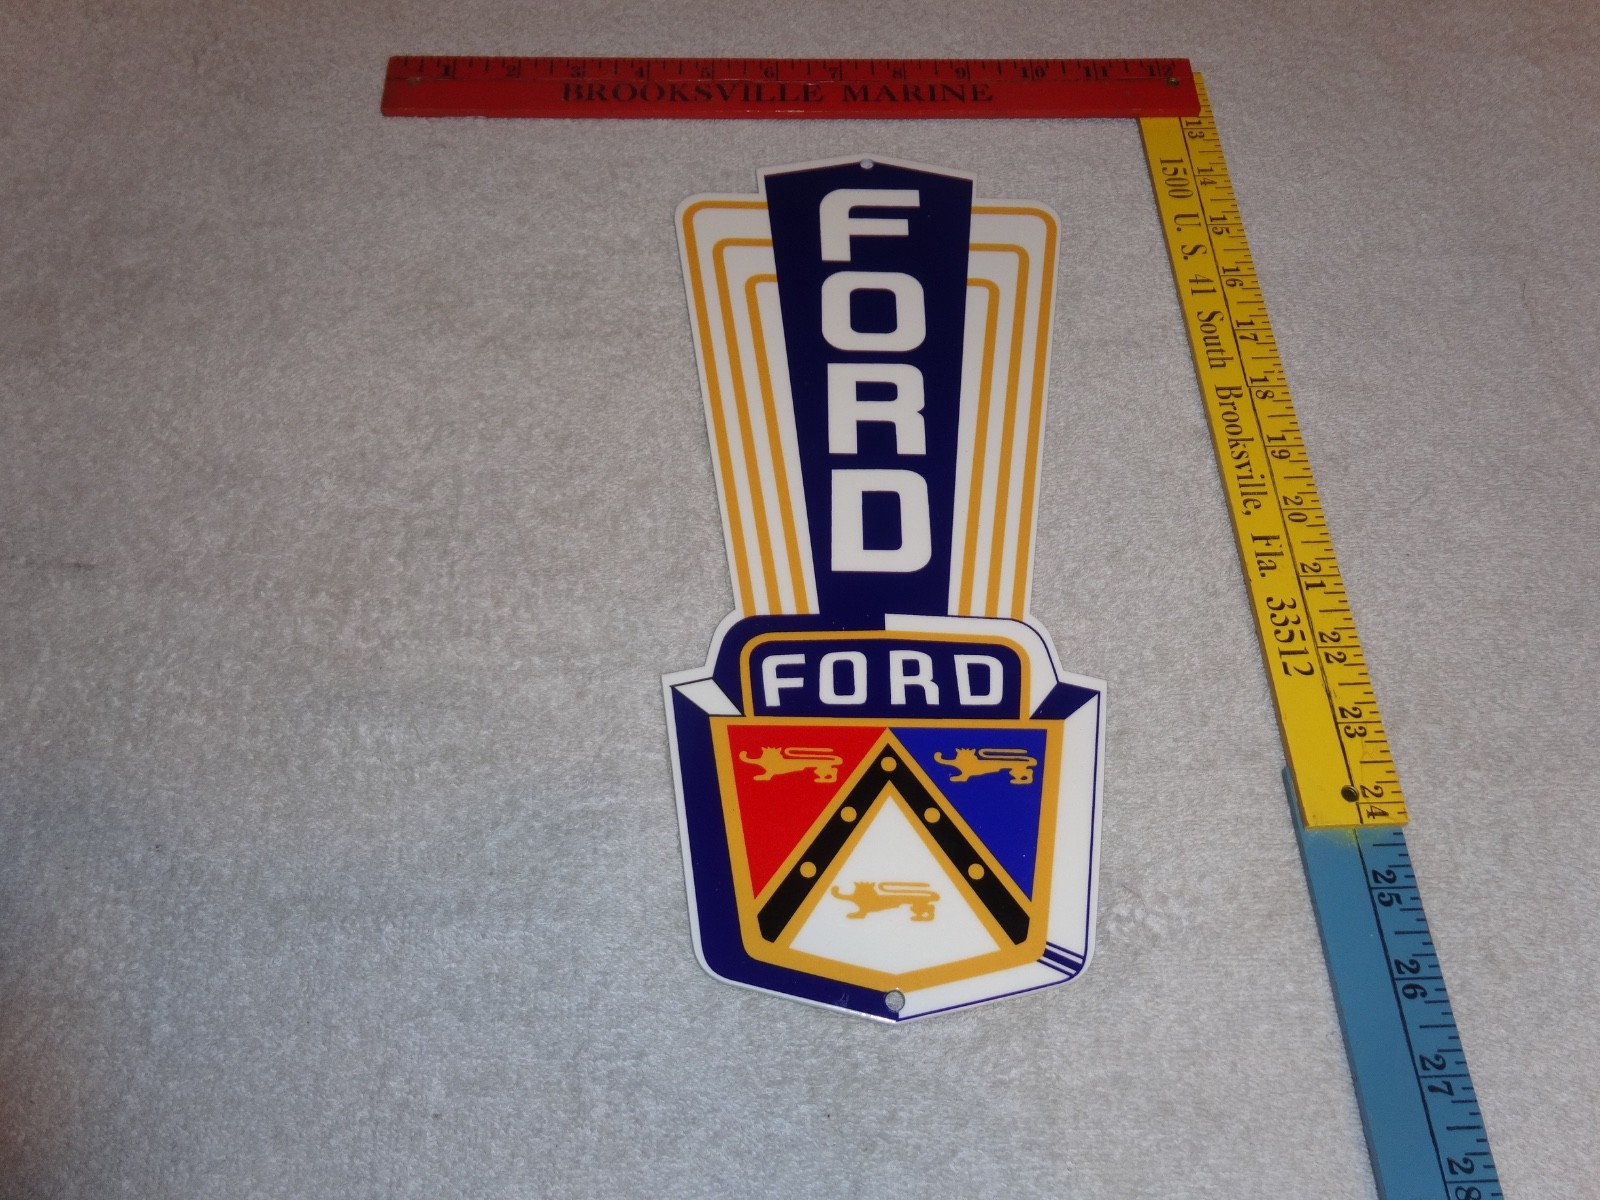 1 2 3 4 5 6 7 8 9 10 11 12
BROOKSVILLE MARINE
13 14 15 16 17 18 19 20 21 22 23 24
1500 U. S. 41 South Brooksville, Fla. 33512
25 26 27 28
F
O
R
D
FORD